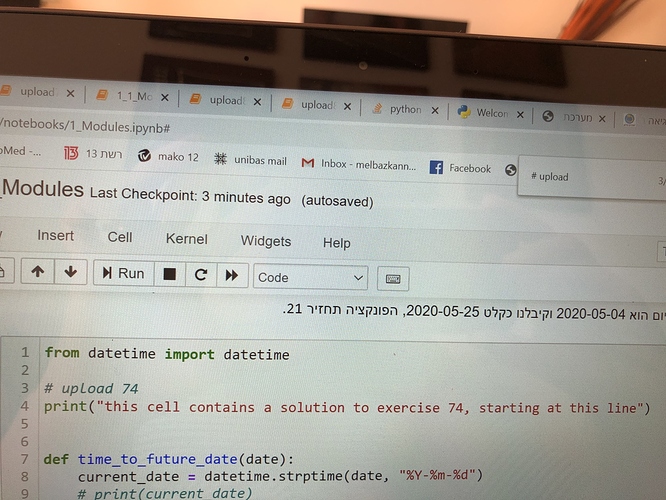 upload
1_1_Mo
upload
upload
python
Welcon
מערכת
/notebooks/1_Modules.ipynb#
oMed -...
13 רשת
mako 12
unibas mail
Inbox - melbazkann...
Facebook
# upload
3/
_Modules Last Checkpoint: 3 minutes ago (autosaved)
Insert Cell Kernel Widgets Help
Run
Code
יום הוא 2020-05-04 וקיבלנו כקלט 2020-05-25, הפונקציה תחזיר 21.
1 from datetime import datetime
2
3 # upload 74
4 print("this cell contains a solution to exercise 74, starting at this line")
5
6
7 def time_to_future_date(date):
8 current_date = datetime.strptime(date, "%Y-%m-%d")
9 # print(current_date)